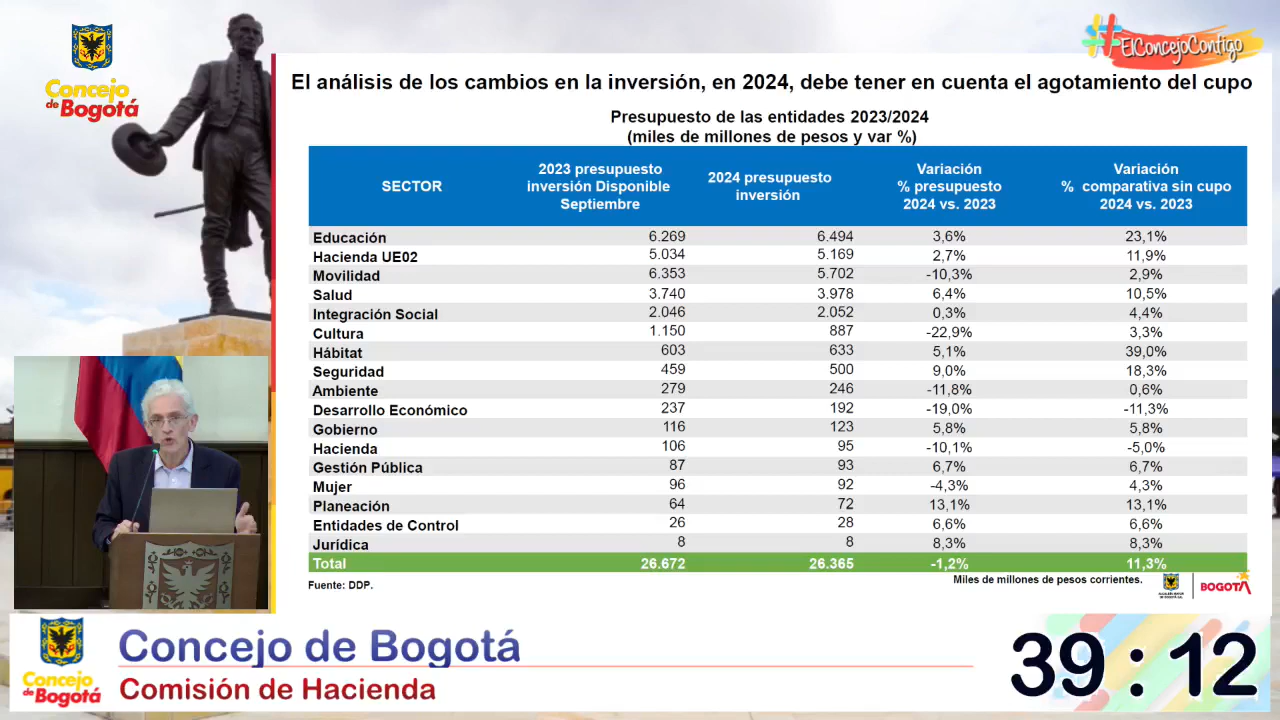 Concejo
de Bogotá
#ElConcejoContigo
El análisis de los cambios en la inversión, en 2024, debe tener en cuenta el agotamiento del cupo
Presupuesto de las entidades 2023/2024
(miles de millones de pesos y var %)
SECTOR 2023 presupuesto inversión Disponible Septiembre 2024 presupuesto inversión Variación % presupuesto 2024 vs. 2023 Variación % comparativa sin cupo 2024 vs. 2023
Educación 6.269 6.494 3,6% 23,1%
Hacienda UE02 5.034 5.169 2,7% 11,9%
Movilidad 6.353 5.702 -10,3% 2,9%
Salud 3.740 3.978 6,4% 10,5%
Integración Social 2.046 2.052 0,3% 4,4%
Cultura 1.150 887 -22,9% 3,3%
Hábitat 603 633 5,1% 39,0%
Seguridad 459 500 9,0% 18,3%
Ambiente 279 246 -11,8% 0,6%
Desarrollo Económico 237 192 -19,0% -11,3%
Gobierno 116 123 5,8% 5,8%
Hacienda 106 95 -10,1% -5,0%
Gestión Pública 87 93 6,7% 6,7%
Mujer 96 92 -4,3% 4,3%
Planeación 64 72 13,1% 13,1%
Entidades de Control 26 28 6,6% 6,6%
Jurídica 8 8 8,3% 8,3%
Total 26.672 26.365 -1,2% 11,3%
Fuente: DDP.
Miles de millones de pesos corrientes.
BOGOTÁ
Concejo
de Bogotá
Concejo de Bogotá
Comisión de Hacienda
39:12